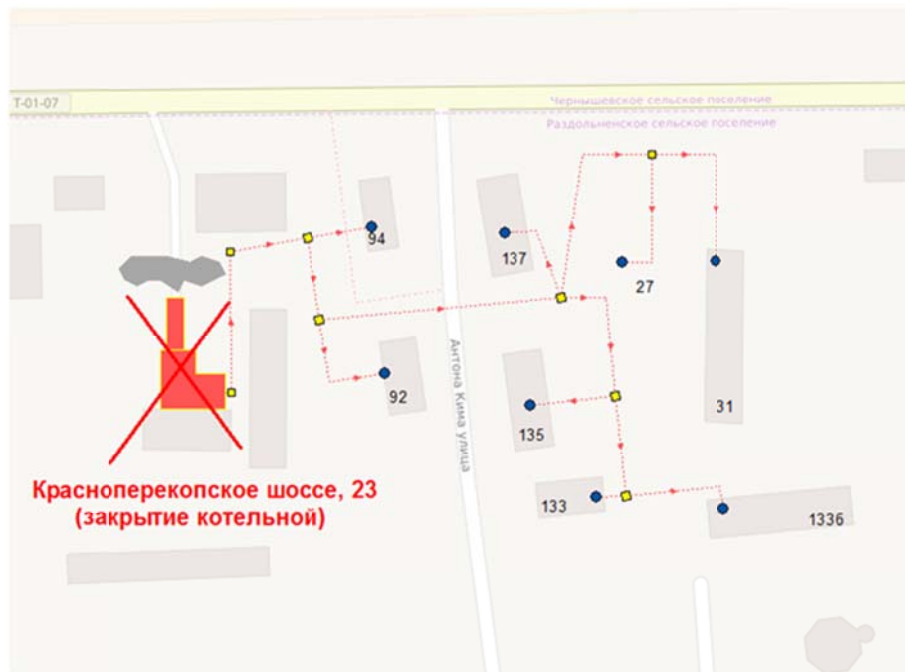 Т-01-07
Чернышевское сельское поселение
Раздольненское сельское поселение
94
137
27
Антона Кима улица
92
31
135
Красноперекопское шоссе, 23
(закрытие котельной)
133
1336